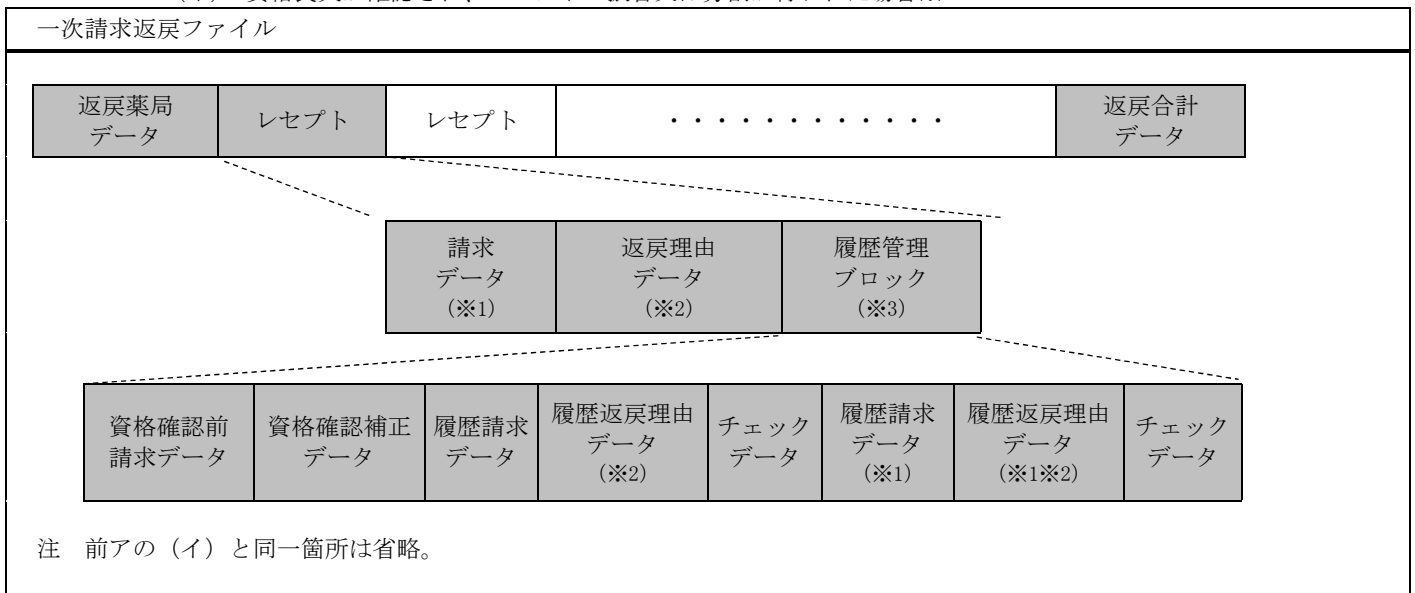 一次請求返戻ファイル
返戻薬局
データ
レセプト
レセプト
・・・・・・・・・・・・
返戻合計
データ
請求
データ
(※1)
返戻理由
データ
(※2)
履歴管理
ブロック
(※3)
資格確認前
請求データ
資格確認補正
データ
履歴請求
データ
履歴返戻理由
データ
(※2)
チェック
データ
履歴請求
データ
(※1)
履歴返戻理由
データ
(※1※2)
チェック
データ
注　前アの（イ）と同一箇所は省略。